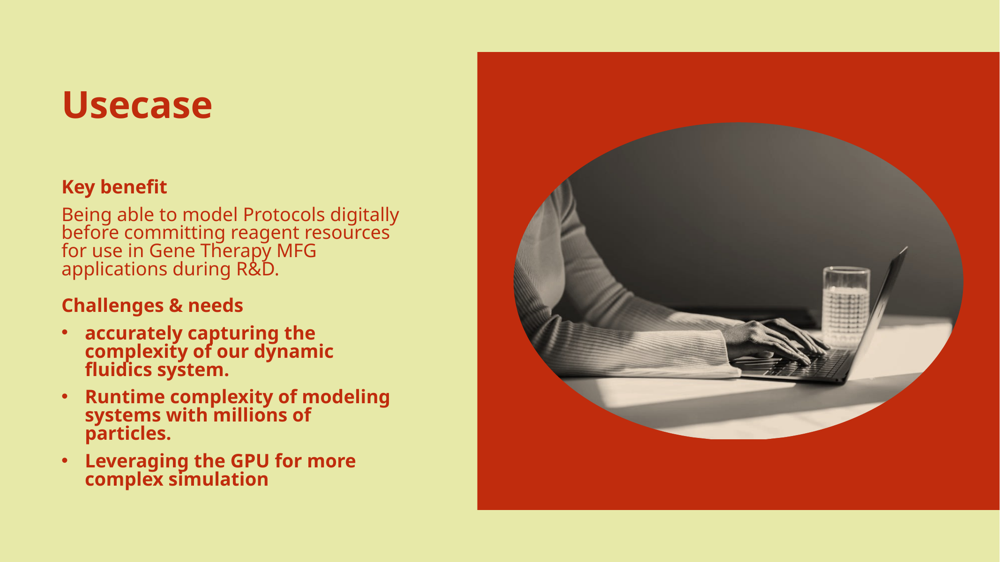 Usecase
Key benefit
Being able to model Protocols digitally
before committing reagent resources
for use in Gene Therapy MFG
applications during R&D.
Challenges & needs
• accurately capturing the
complexity of our dynamic
fluidics system.
• Runtime complexity of modeling
systems with millions of
particles.
• Leveraging the GPU for more
complex simulation